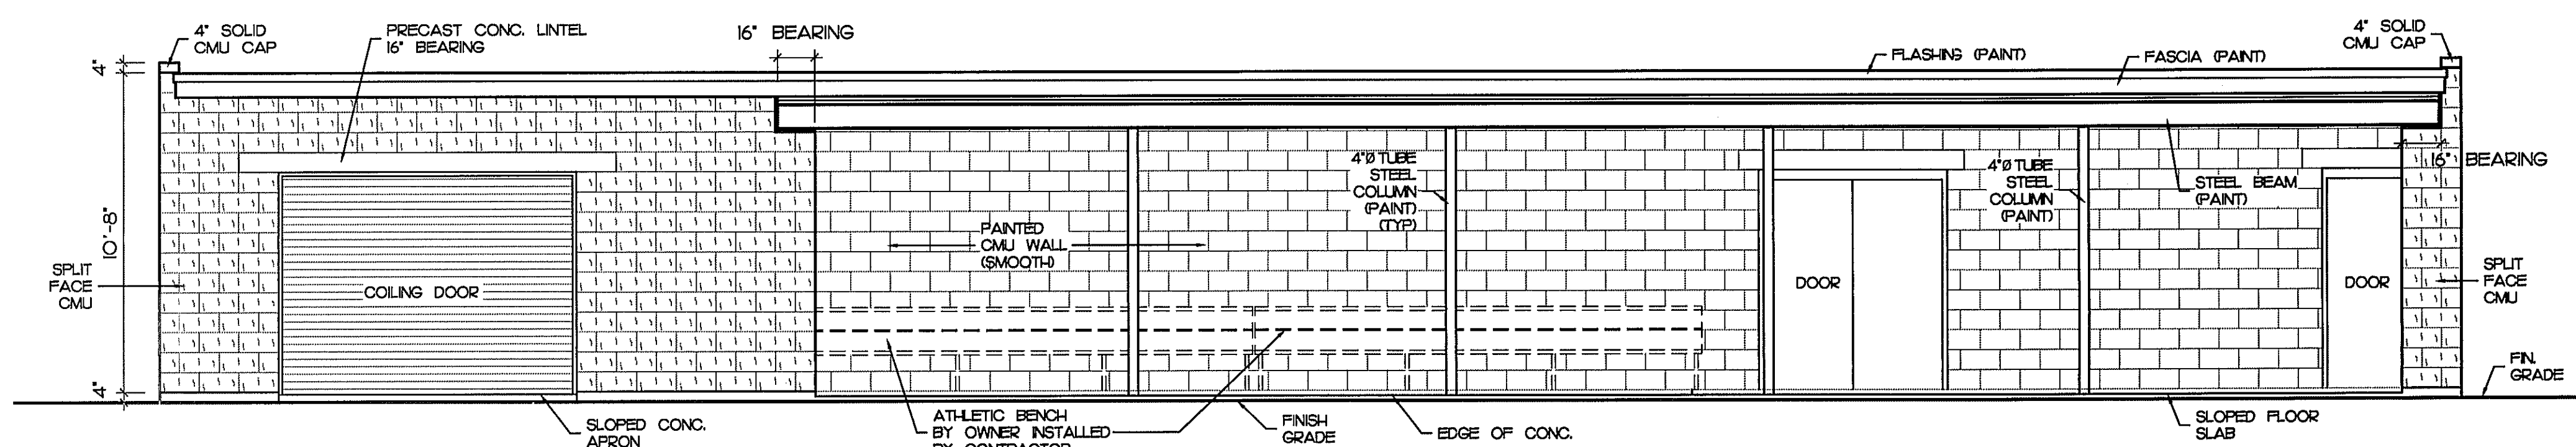 4" SOLID
CMU CAP
PRECAST CONC. LINTEL
16" BEARING
16" BEARING
FLASHING (PAINT)
FASCIA (PAINT)
4" SOLID
CMU CAP
4"
10'-8"
4"
SPLIT
FACE
CMU
COILING DOOR
PAINTED
CMU WALL
(SMOOTH)
4"Ø TUBE
STEEL
COLUMN
(PAINT)
(TYP)
DOOR
4"Ø TUBE
STEEL
COLUMN
(PAINT)
STEEL BEAM
(PAINT)
16" BEARING
DOOR
SPLIT
FACE
CMU
FIN.
GRADE
SLOPED CONC.
APRON
ATHLETIC BENCH
BY OWNER INSTALLED
BY CONTRACTOR
FINISH
GRADE
EDGE OF CONC.
SLOPED FLOOR
SLAB